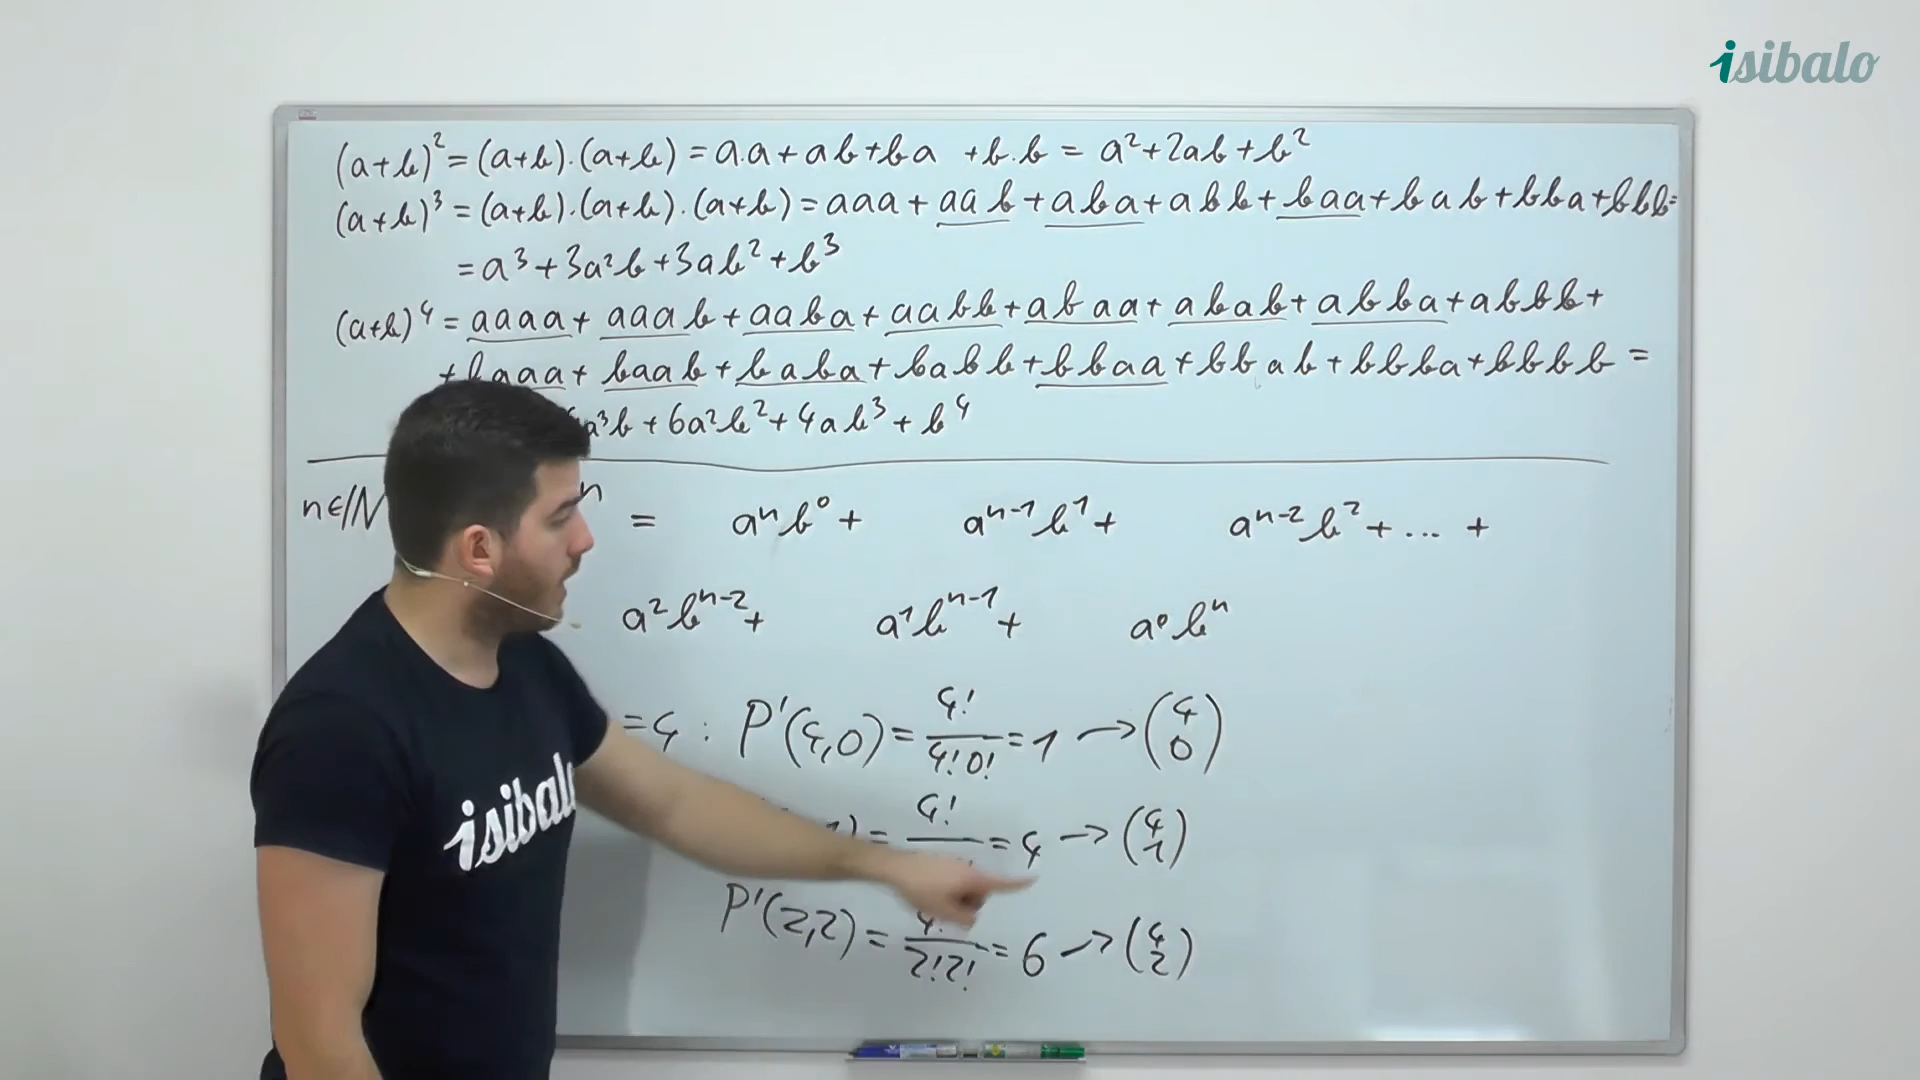 isibalo
(a+b)² = (a+b).(a+b) = a.a + ab + ba + b.b = a² + 2ab + b²
(a+b)³ = (a+b).(a+b).(a+b) = aaa + aab + aba + abb + baa + bab + bba + bbb =
= a³ + 3a²b + 3ab² + b³
(a+b)⁴ = aaaa + aaab + aaba + aabb + abaa + abab + abba + abbb +
+ baaa + baab + baba + babb + bbaa + bbab + bbba + bbbb =
a³b + 6a²b² + 4ab³ + b⁴
n∈ℕ n = aⁿb⁰ + aⁿ⁻¹b¹ + aⁿ⁻²b² + ... +
a²bⁿ⁻² + a¹bⁿ⁻¹ + a⁰bⁿ
=4: P'(4,0) = 4!/4!0! = 1 → (4 0)
1) = 4! = 4 → (4 1)
P'(2,2) = 4!/2!2! = 6 → (4 2)
isibalo